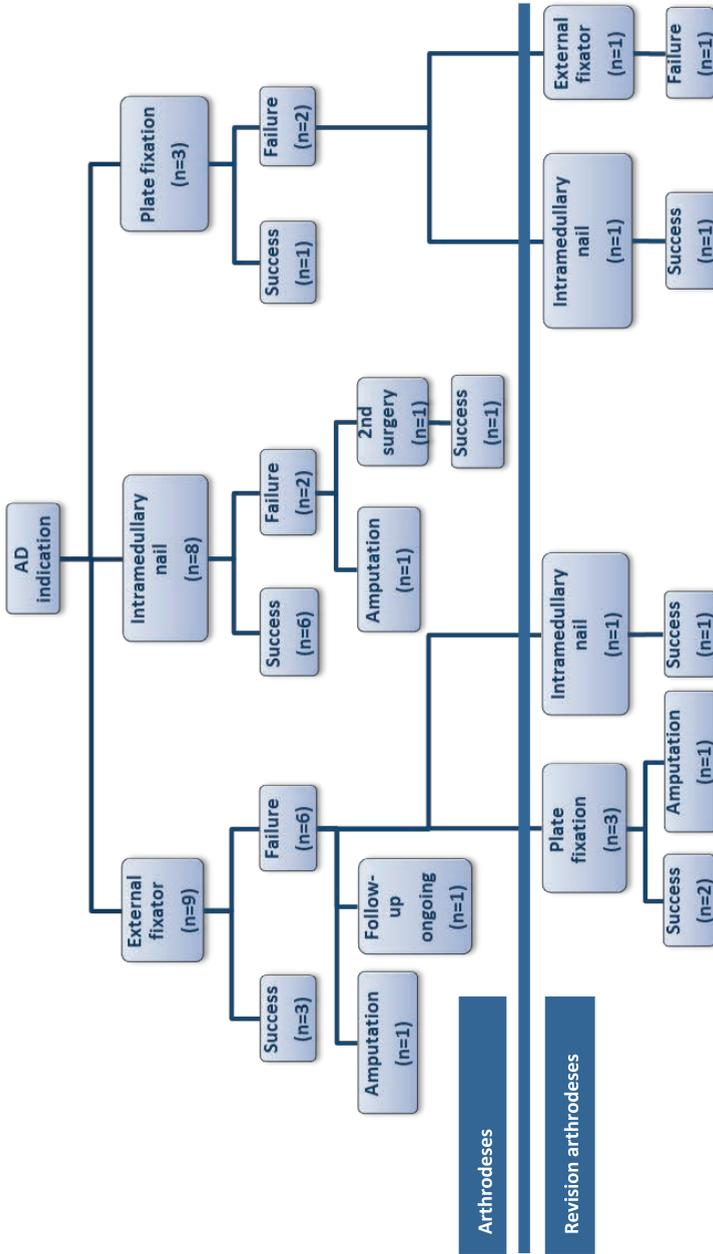 AD
indication
External
fixator
(n=9)
Intramedullary
nail
(n=8)
Plate fixation
(n=3)
Success
(n=3)
Failure
(n=6)
Success
(n=6)
Failure
(n=2)
Success
(n=1)
Failure
(n=2)
Amputation
(n=1)
Follow-
up
ongoing
(n=1)
Amputation
(n=1)
2nd
surgery
(n=1)
Success
(n=1)
Arthrodeses
Revision arthrodeses
Plate
fixation
(n=3)
Intramedullary
nail
(n=1)
Intramedullary
nail
(n=1)
External
fixator
(n=1)
Success
(n=2)
Amputation
(n=1)
Success
(n=1)
Success
(n=1)
Failure
(n=1)